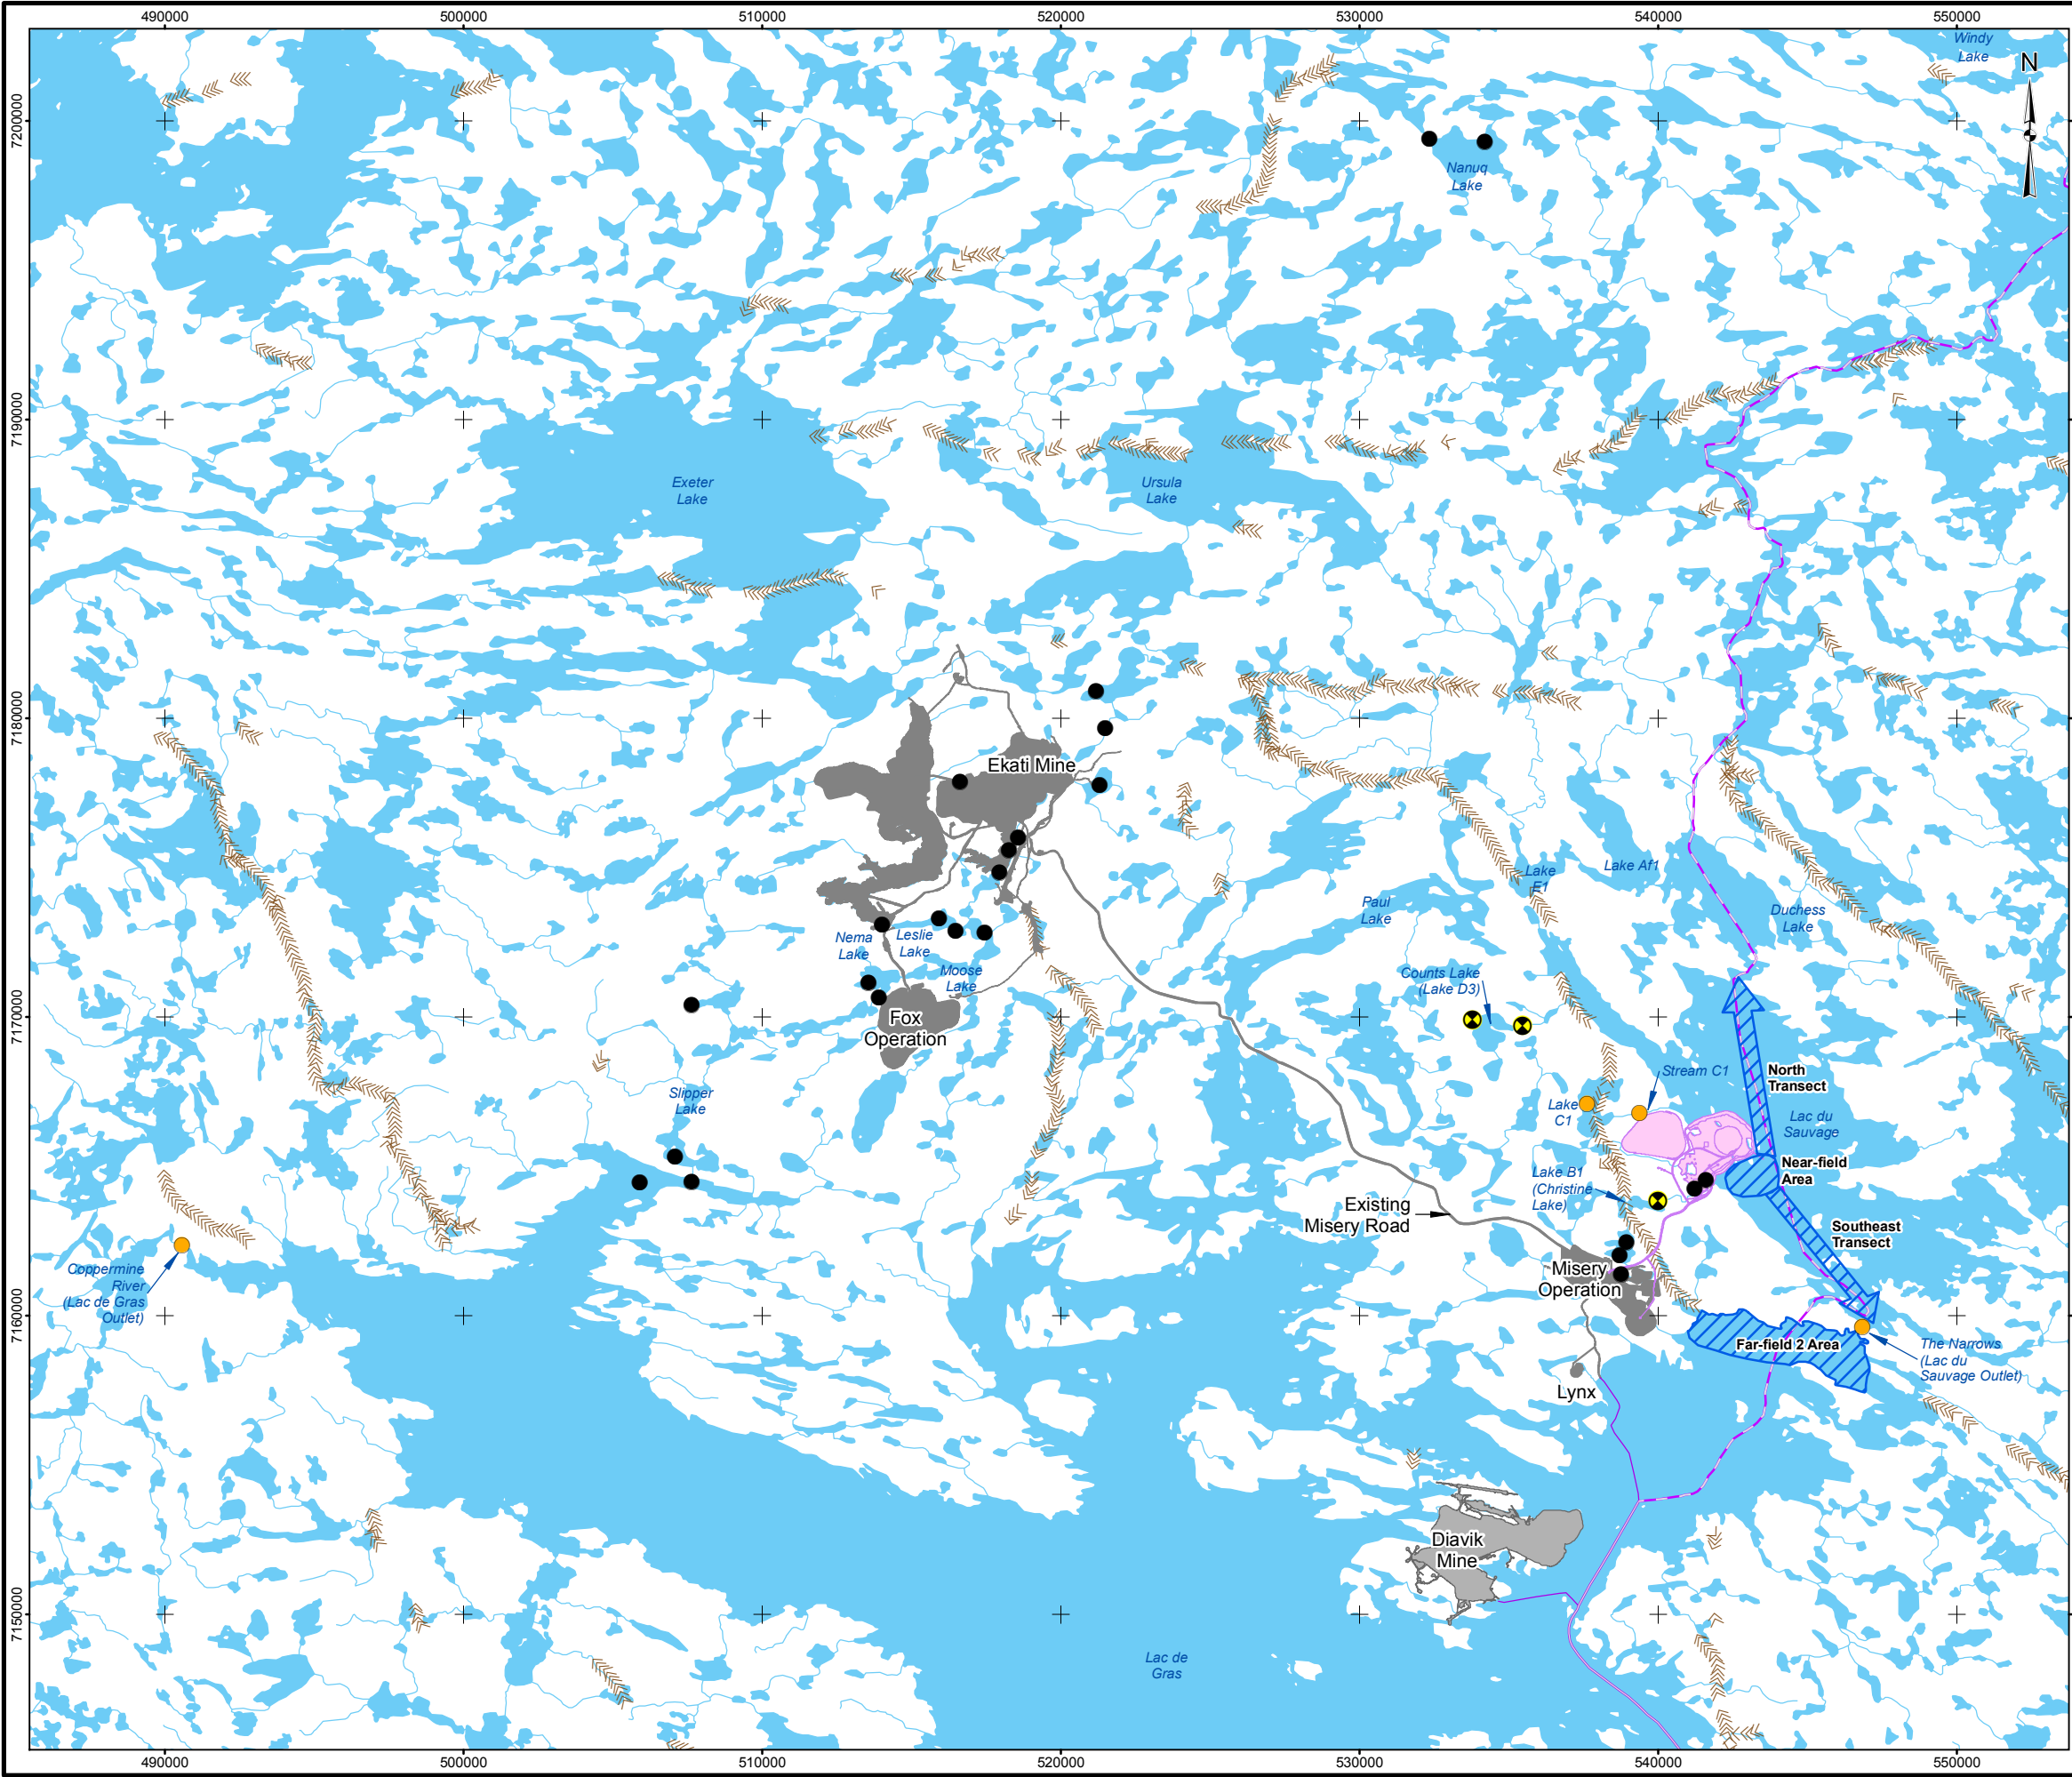 490000
500000
510000
520000
530000
540000
550000
Windy
Lake
N
7200000
Nanuq
Lake
7190000
Exeter
Lake
Ursula
Lake
7180000
Ekati Mine
Lake
E1
Lake Af1
Paul
Lake
Duchess
Lake
Nema
Lake
Leslie
Lake
Moose
Lake
Counts Lake
(Lake D3)
7170000
Fox
Operation
Slipper
Lake
Stream C1
North
Transect
Lake
C1
Lac du
Sauvage
Near-field
Area
Lake B1
(Christine
Lake)
Existing
Misery Road
Southeast
Transect
Coppermine
River
(Lac de Gras
Outlet)
Misery
Operation
7160000
Far-field 2 Area
The Narrows
(Lac du
Sauvage Outlet)
Lynx
Diavik
Mine
7150000
Lac de
Gras
490000
500000
510000
520000
530000
540000
550000